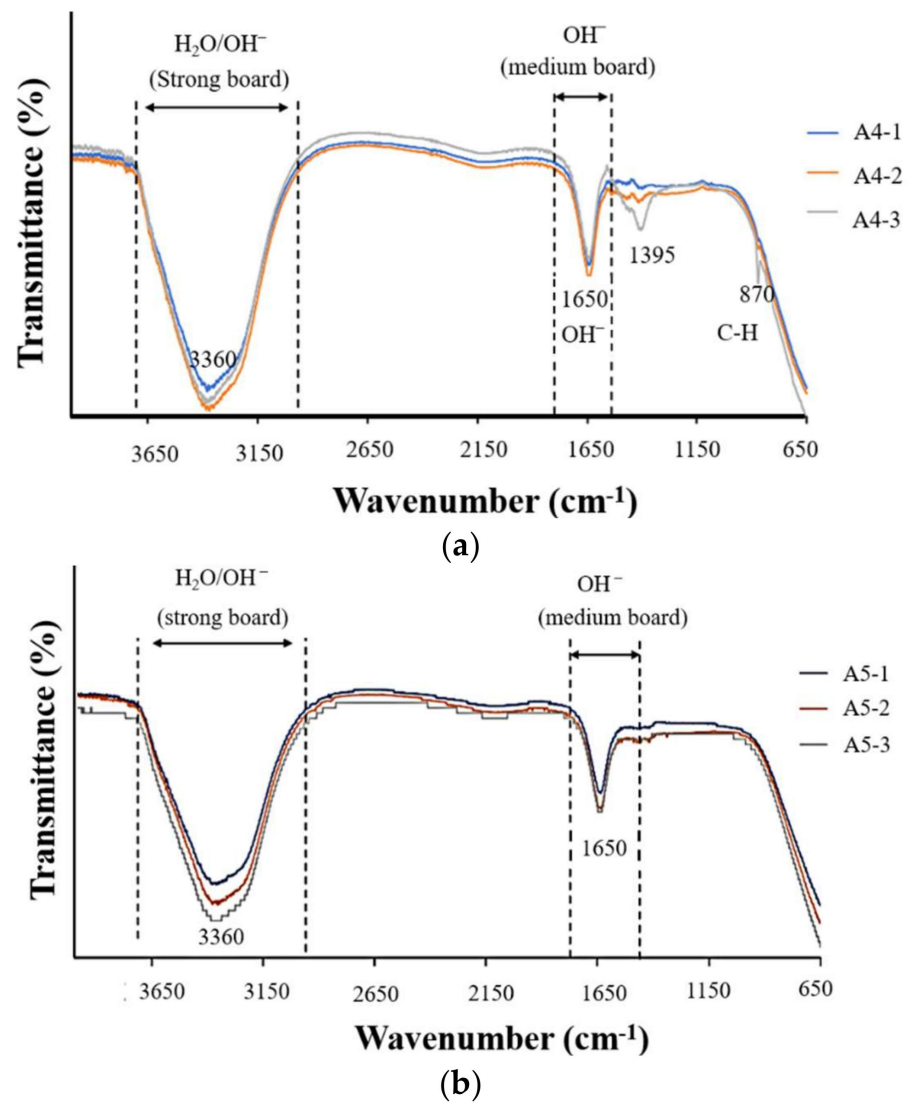 (a)
H₂O/OH⁻
(Strong board)
OH⁻
(medium board)
Transmittance (%)
A4-1
A4-2
A4-3
3360
1650
OH⁻
1395
870
C-H
3650 3150 2650 2150 1650 1150 650
Wavenumber (cm⁻¹)
(a)
H₂O/OH⁻
(strong board)
OH⁻
(medium board)
Transmittance (%)
A5-1
A5-2
A5-3
3360
1650
3650 3150 2650 2150 1650 1150 650
Wavenumber (cm⁻¹)
(b)